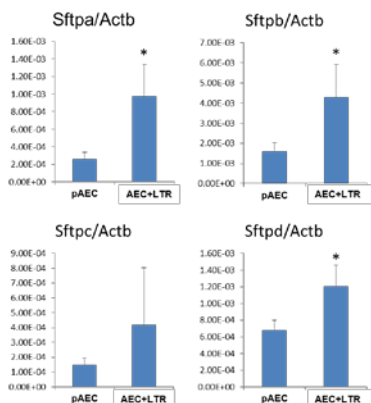 Sftpa/Actb
1.60E-03
*
1.40E-03
1.20E-03
1.00E-03
8.00E-04
6.00E-04
4.00E-04
2.00E-04
0.00E+00
pAEC AEC+LTR
Sftpb/Actb
7.00E-03
*
6.00E-03
5.00E-03
4.00E-03
3.00E-03
2.00E-03
1.00E-03
0.00E+00
pAEC AEC+LTR
Sftpc/Actb
9.00E-04
8.00E-04
7.00E-04
6.00E-04
5.00E-04
4.00E-04
3.00E-04
2.00E-04
1.00E-04
0.00E+00
pAEC AEC+LTR
Sftpd/Actb
1.60E-03
*
1.40E-03
1.20E-03
1.00E-03
8.00E-04
6.00E-04
4.00E-04
2.00E-04
0.00E+00
pAEC AEC+LTR